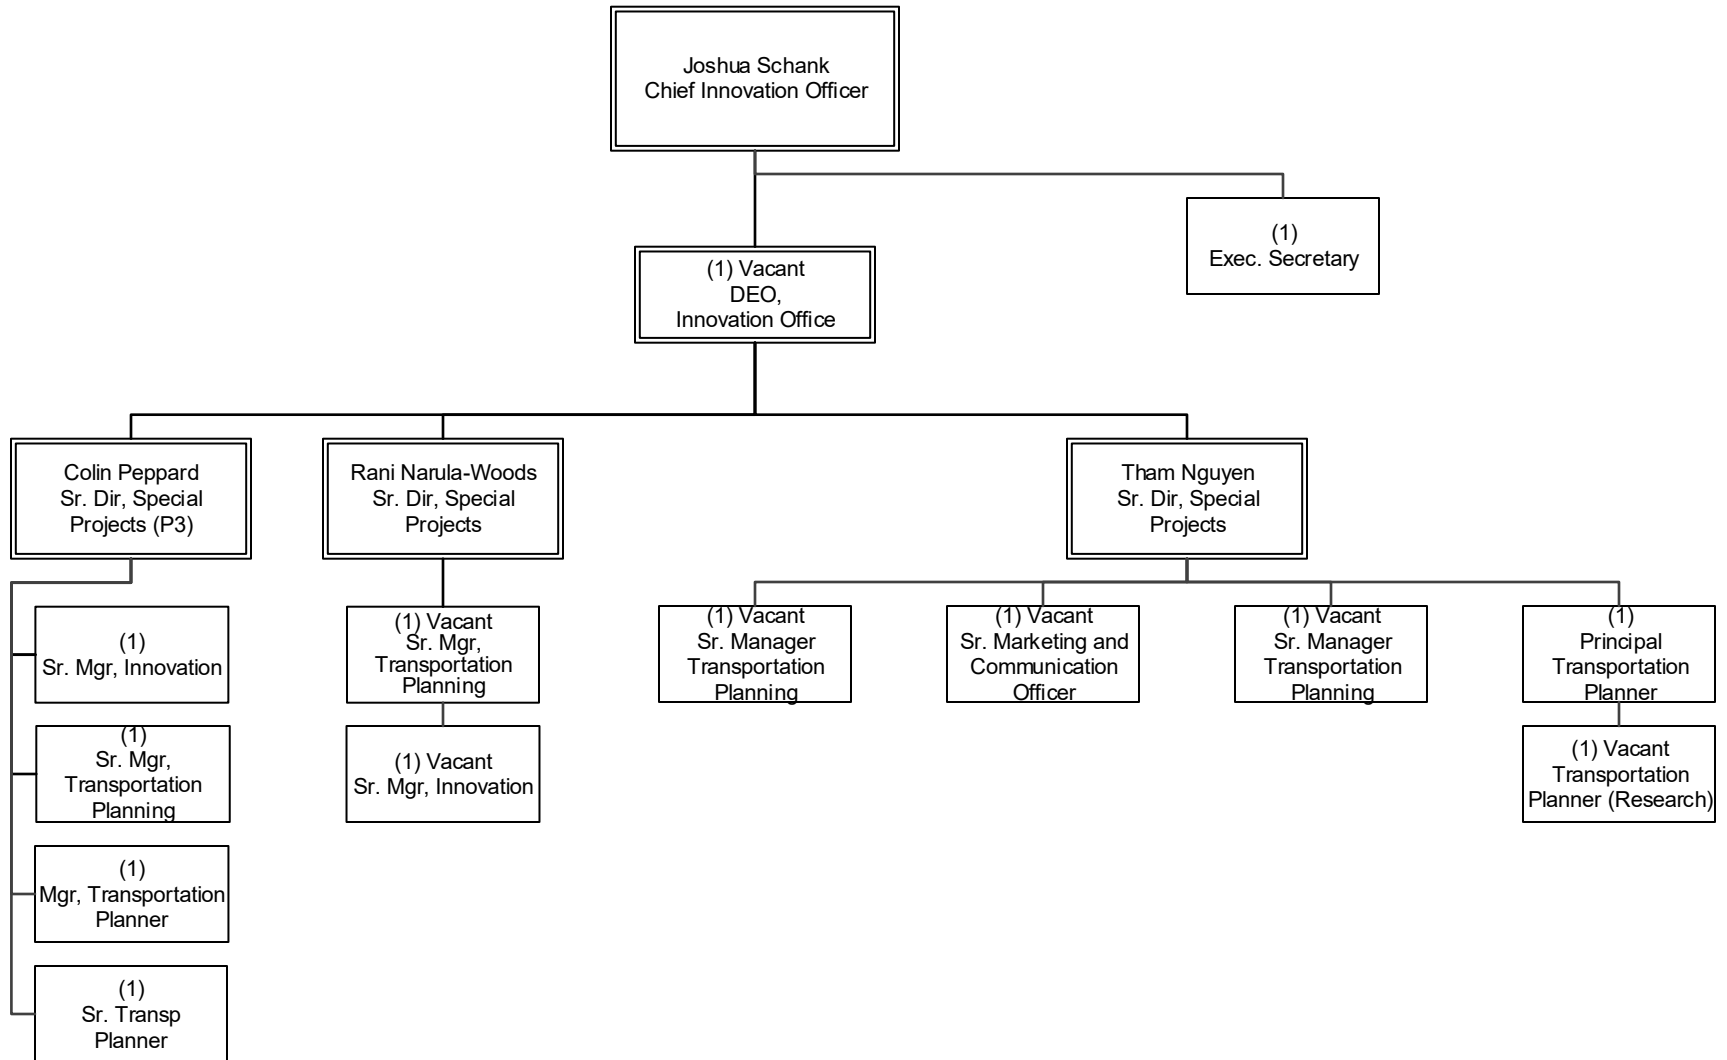 Joshua Schank
Chief Innovation Officer
(1)
Exec. Secretary
(1) Vacant
DEO,
Innovation Office
Colin Peppard
Sr. Dir, Special
Projects (P3)
Rani Narula-Woods
Sr. Dir, Special
Projects
Tham Nguyen
Sr. Dir, Special
Projects
(1)
Sr. Mgr, Innovation
(1)
Sr. Mgr,
Transportation
Planning
(1)
Mgr, Transportation
Planner
(1)
Sr. Transp
Planner
(1) Vacant
Sr. Mgr,
Transportation
Planning
(1) Vacant
Sr. Mgr, Innovation
(1) Vacant
Sr. Manager
Transportation
Planning
(1) Vacant
Sr. Marketing and
Communication
Officer
(1) Vacant
Sr. Manager
Transportation
Planning
(1)
Principal
Transportation
Planner
(1) Vacant
Transportation
Planner (Research)